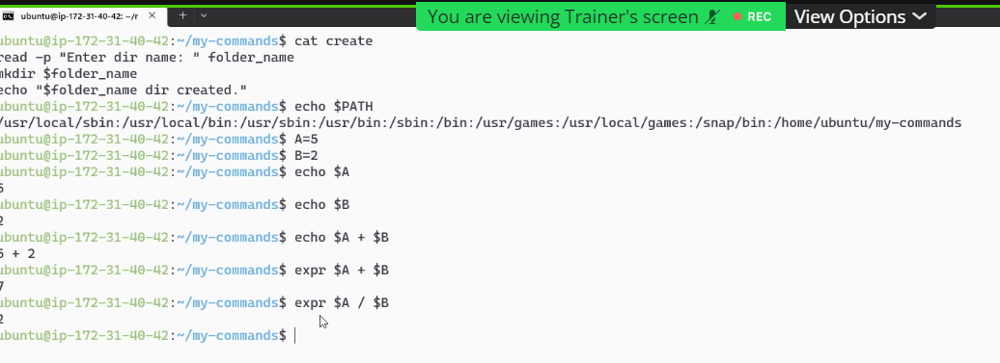 ubuntu@ip-172-31-40-42: ~/r
You are viewing Trainer's screen
REC
View Options
ubuntu@ip-172-31-40-42:~/my-commands$ cat create
read -p "Enter dir name: " folder_name
mkdir $folder_name
echo "$folder_name dir created."
ubuntu@ip-172-31-40-42:~/my-commands$ echo $PATH
/usr/local/sbin:/usr/local/bin:/usr/sbin:/usr/bin:/sbin:/bin:/usr/games:/usr/local/games:/snap/bin:/home/ubuntu/my-commands
ubuntu@ip-172-31-40-42:~/my-commands$ A=5
ubuntu@ip-172-31-40-42:~/my-commands$ B=2
ubuntu@ip-172-31-40-42:~/my-commands$ echo $A
5
ubuntu@ip-172-31-40-42:~/my-commands$ echo $B
2
ubuntu@ip-172-31-40-42:~/my-commands$ echo $A + $B
5 + 2
ubuntu@ip-172-31-40-42:~/my-commands$ expr $A + $B
7
ubuntu@ip-172-31-40-42:~/my-commands$ expr $A / $B
2
ubuntu@ip-172-31-40-42:~/my-commands$